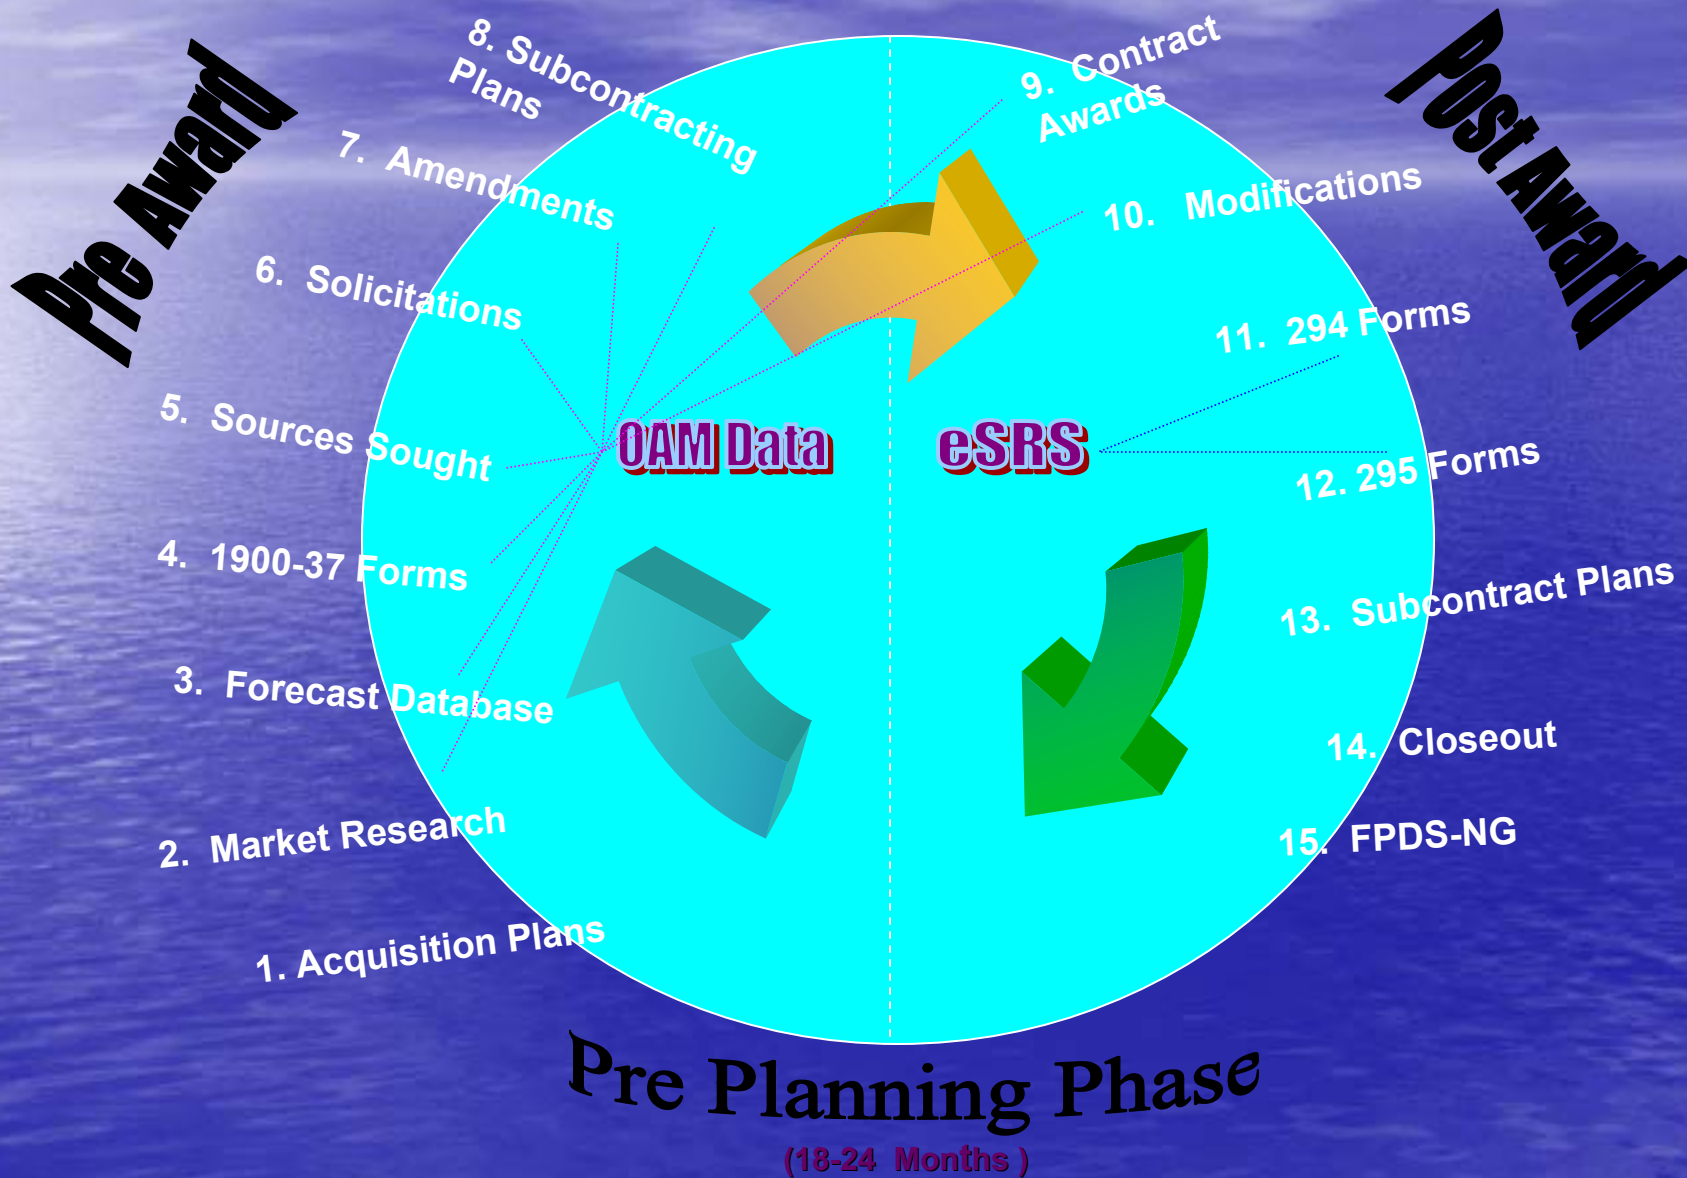 Pre Award
Post Award
8. Subcontracting
Plans
7. Amendments
6. Solicitations
5. Sources Sought
4. 1900-37 Forms
3. Forecast Database
2. Market Research
1. Acquisition Plans
9. Contract
Awards
10. Modifications
11. 294 Forms
12. 295 Forms
13. Subcontract Plans
14. Closeout
15. FPDS-NG
OAM Data
eSRS
Pre Planning Phase
(18-24 Months )